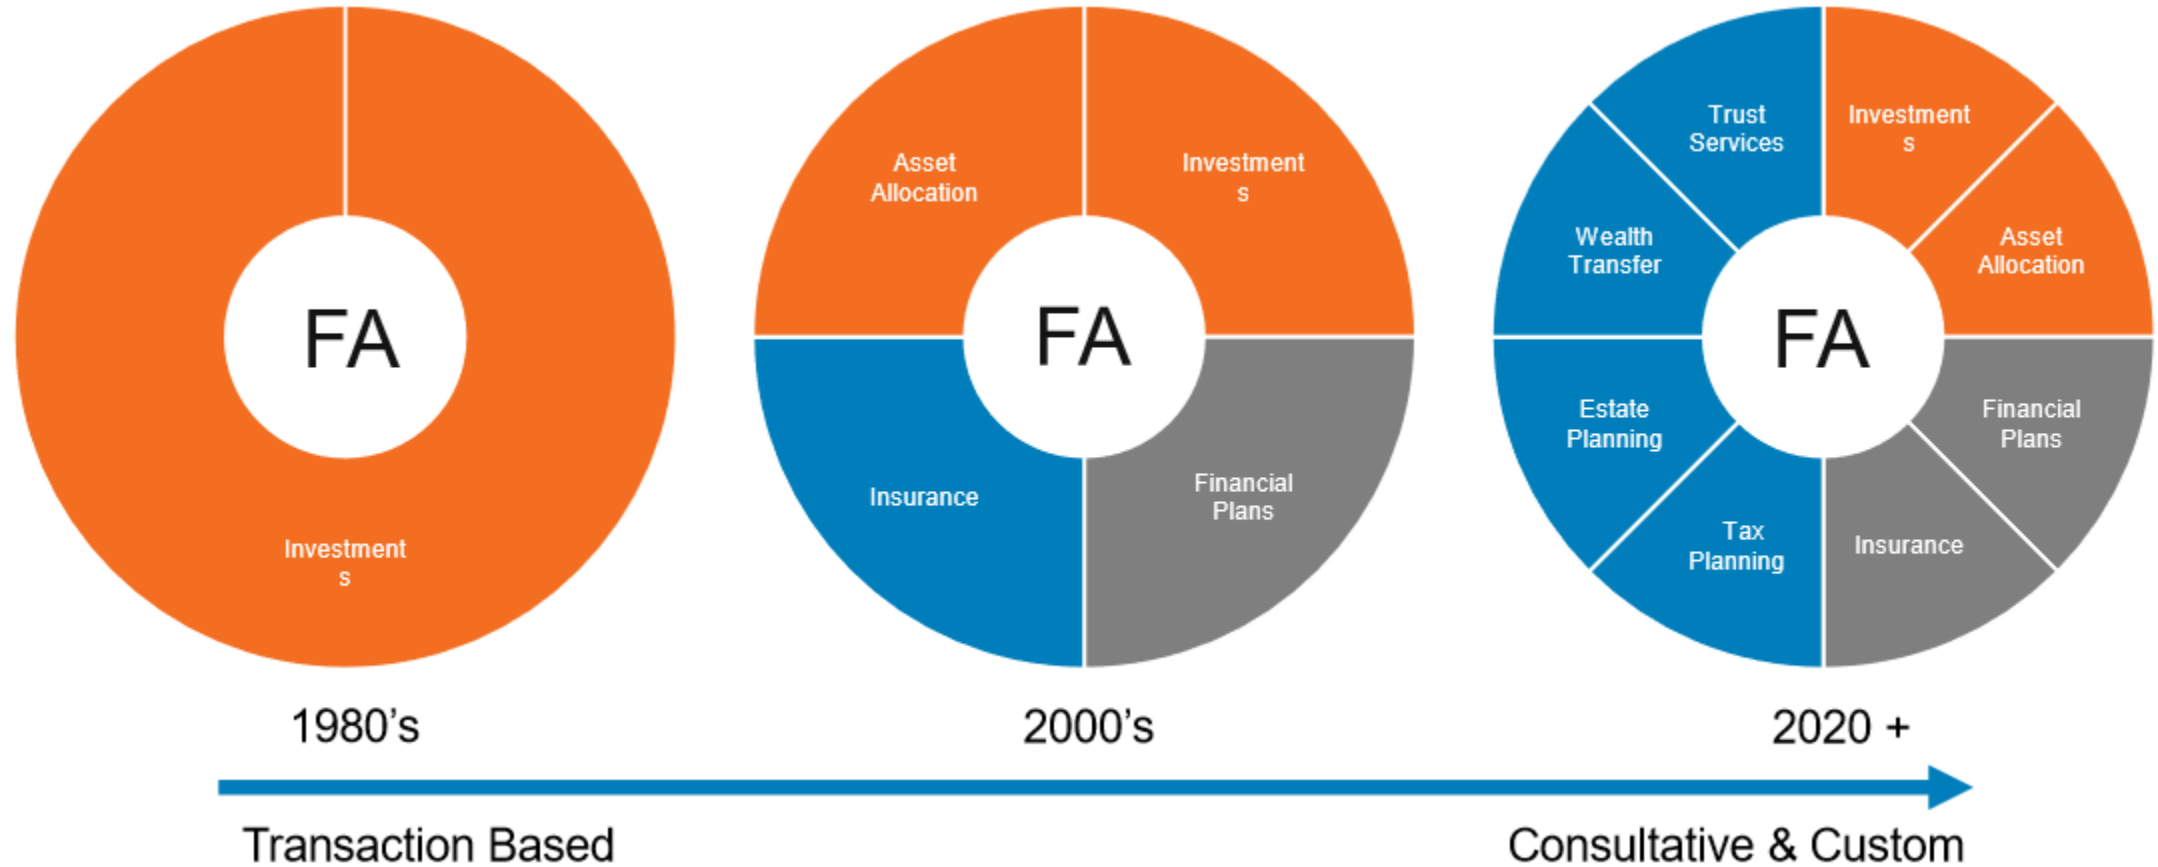 FA
Investment
s
1980’s
Asset
Allocation
Investment
s
FA
Insurance
Financial
Plans
2000’s
Trust
Services
Investment
s
Wealth
Transfer
Asset
Allocation
FA
Estate
Planning
Financial
Plans
Tax
Planning
Insurance
2020 +
Transaction Based
Consultative & Custom